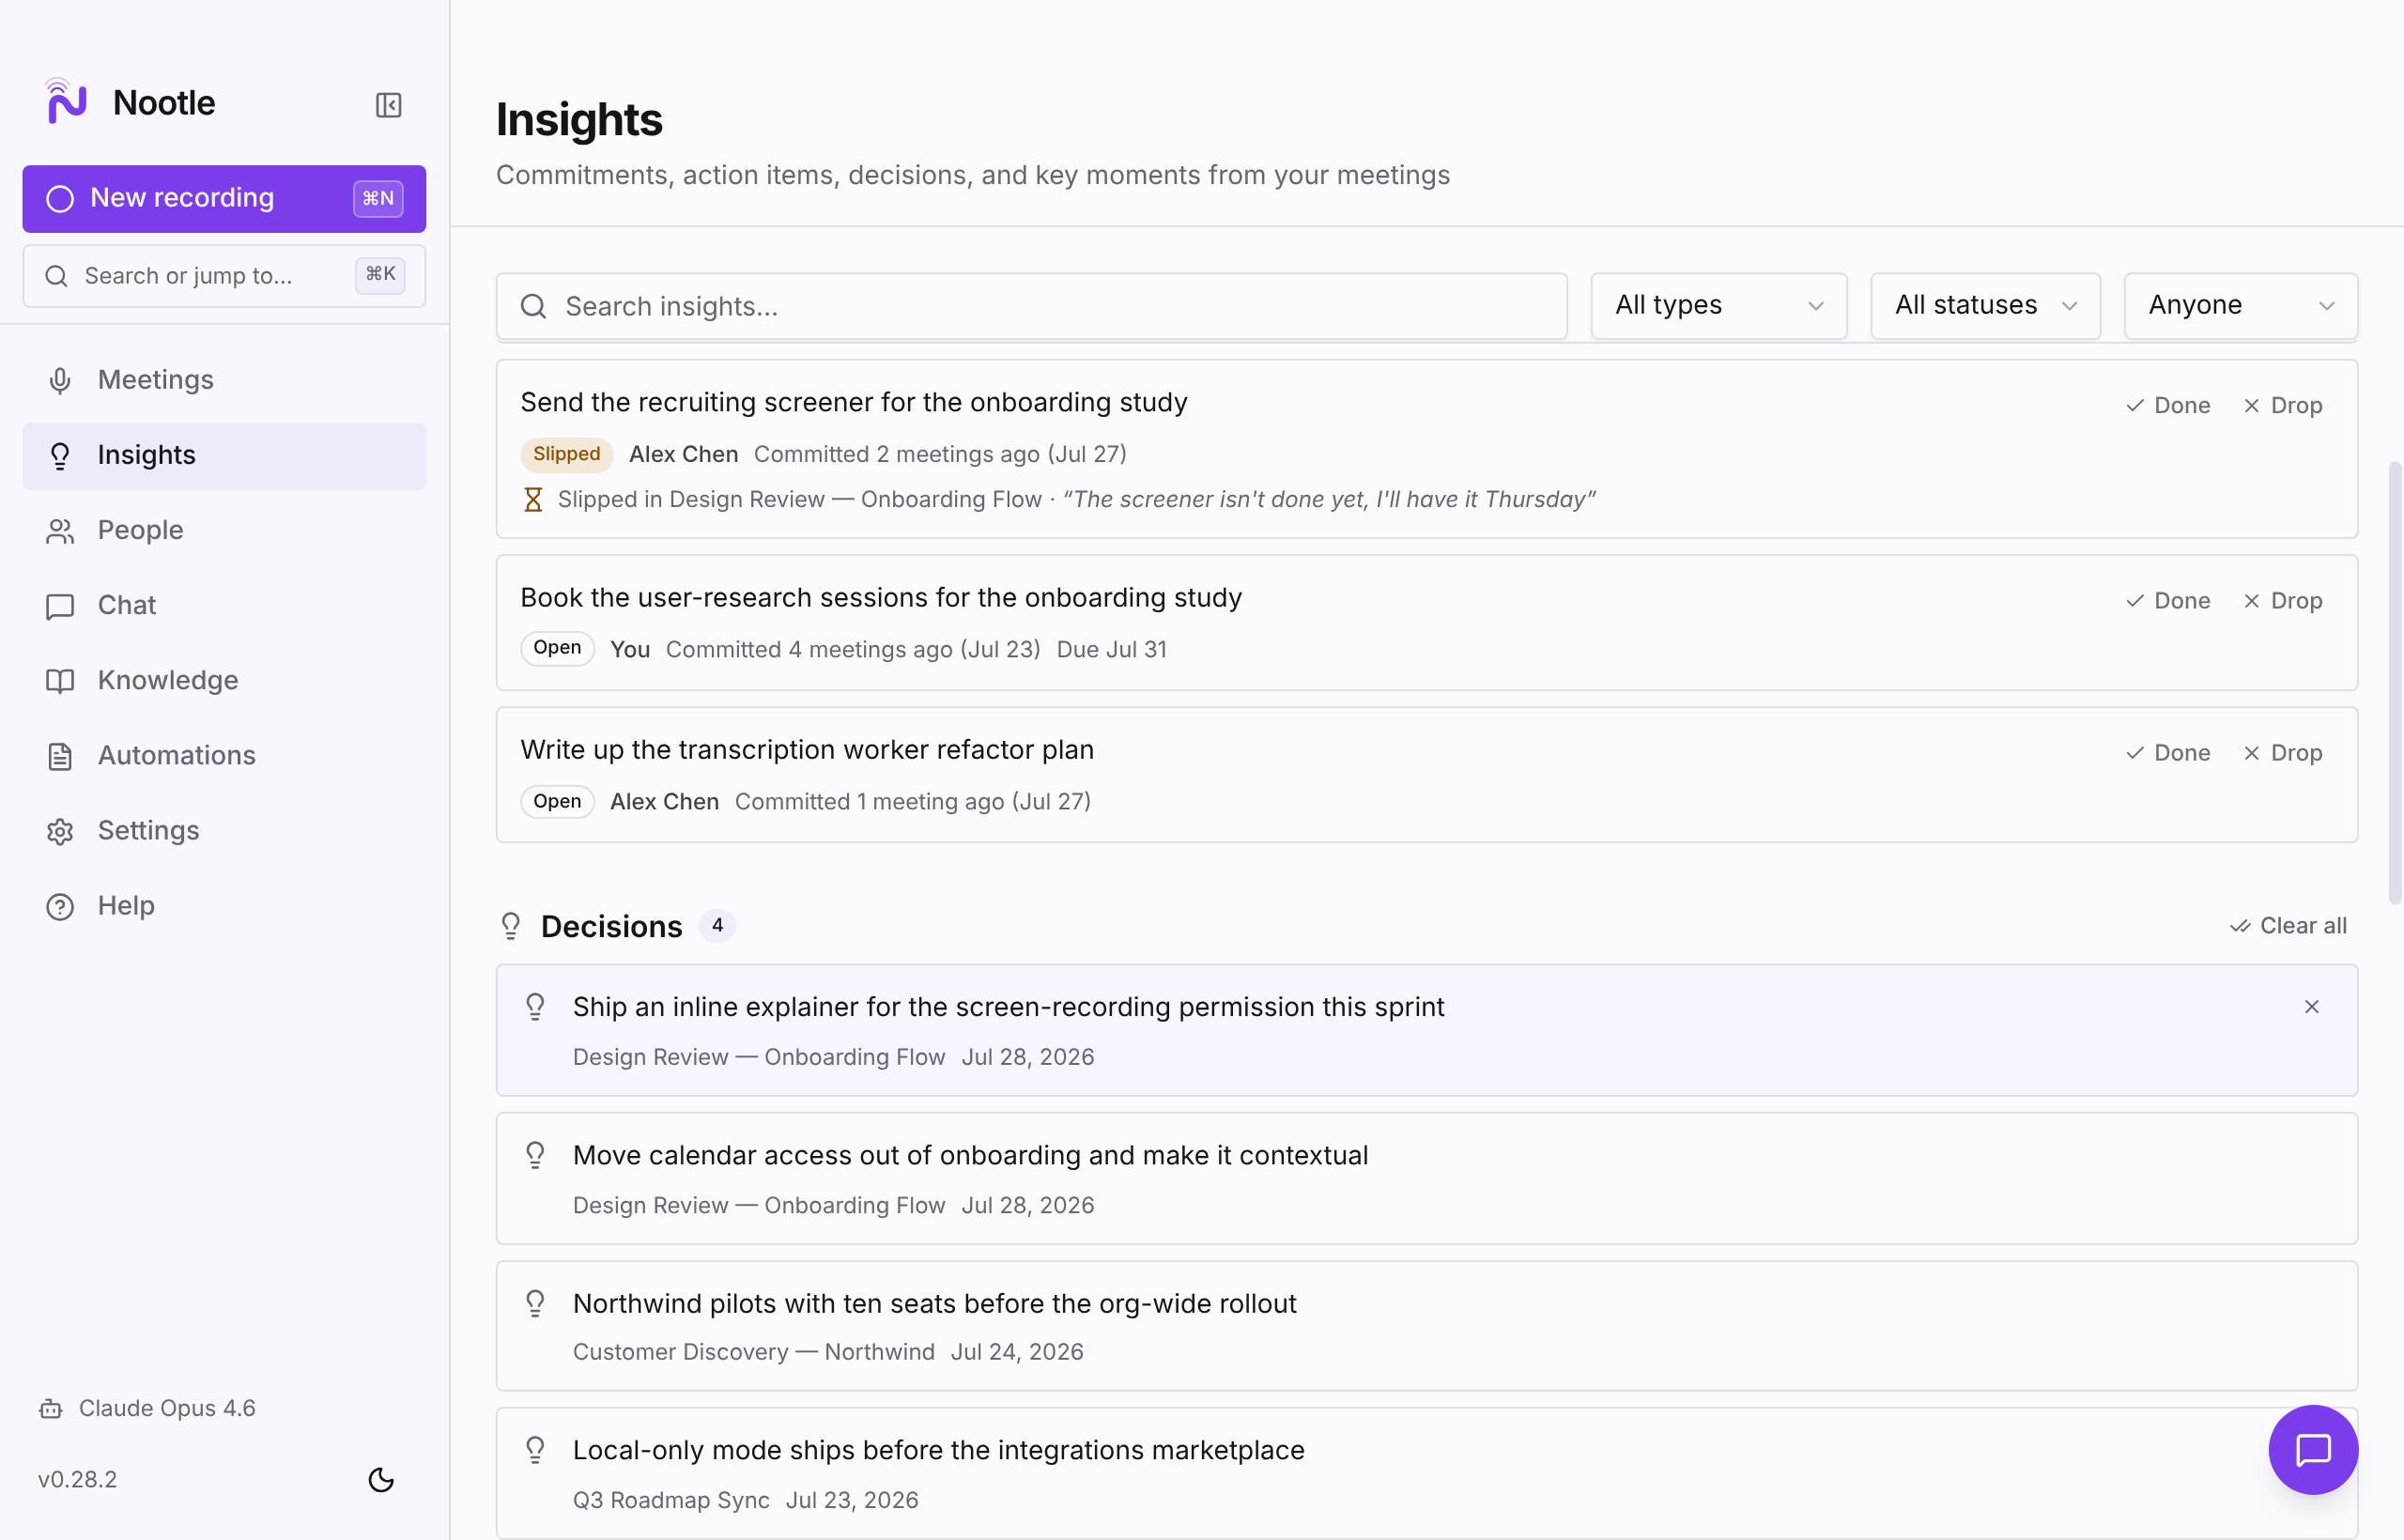 Nootle
New recording ⌘N
Search or jump to... ⌘K
Meetings
Insights
People
Chat
Knowledge
Automations
Settings
Help
Claude Opus 4.6
v0.28.2
Insights
Commitments, action items, decisions, and key moments from your meetings
Search insights...
All types
All statuses
Anyone
Send the recruiting screener for the onboarding study
Done Drop
Slipped Alex Chen Committed 2 meetings ago (Jul 27)
Slipped in Design Review — Onboarding Flow · “The screener isn't done yet, I'll have it Thursday”
Book the user-research sessions for the onboarding study
Done Drop
Open You Committed 4 meetings ago (Jul 23) Due Jul 31
Write up the transcription worker refactor plan
Done Drop
Open Alex Chen Committed 1 meeting ago (Jul 27)
Decisions 4
Clear all
Ship an inline explainer for the screen-recording permission this sprint
Design Review — Onboarding Flow Jul 28, 2026
Move calendar access out of onboarding and make it contextual
Design Review — Onboarding Flow Jul 28, 2026
Northwind pilots with ten seats before the org-wide rollout
Customer Discovery — Northwind Jul 24, 2026
Local-only mode ships before the integrations marketplace
Q3 Roadmap Sync Jul 23, 2026